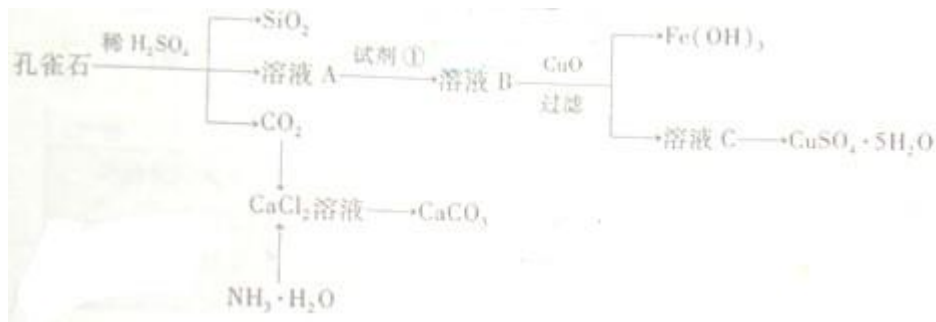 SiO₂
孔雀石 稀 H₂SO₄ 溶液 A 试剂① 溶液 B CuO 过滤 Fe(OH)₃
CO₂
溶液 C CuSO₄·5H₂O
CaCl₂溶液 CaCO₃
NH₃·H₂O